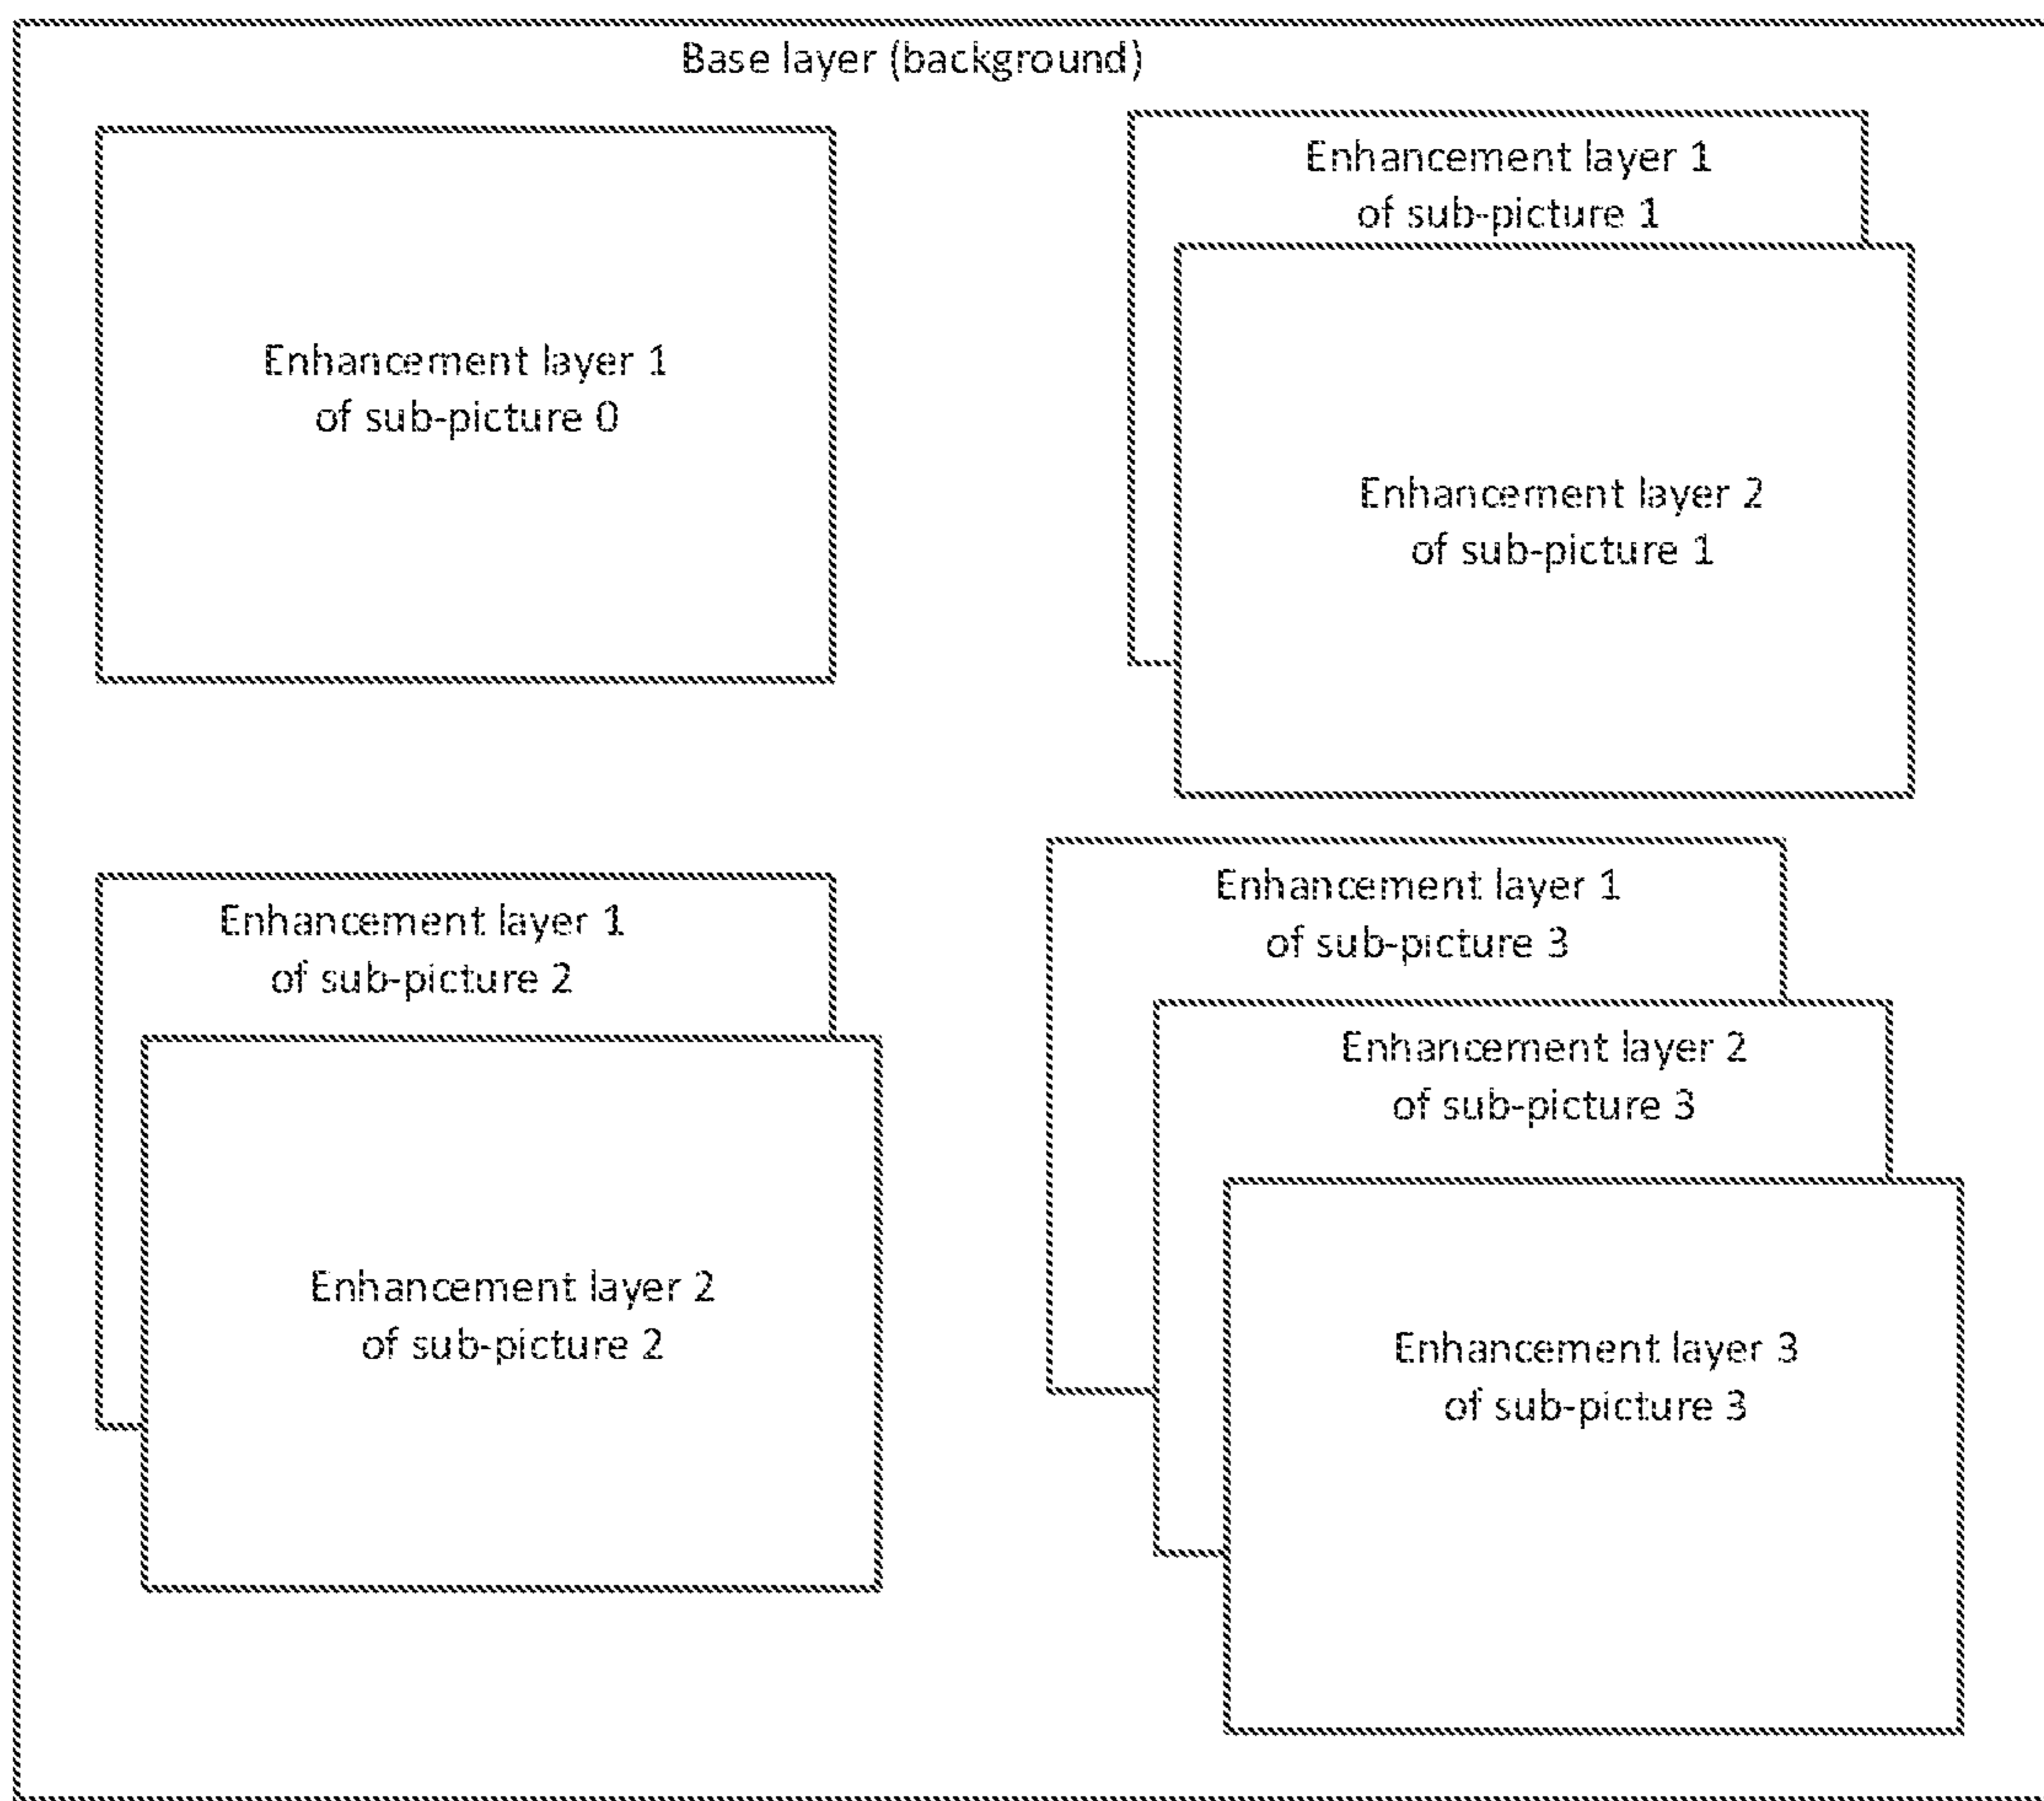 Base layer (background)
Enhancement layer 1
of sub-picture 0
Enhancement layer 1
of sub-picture 1
Enhancement layer 2
of sub-picture 1
Enhancement layer 1
of sub-picture 2
Enhancement layer 2
of sub-picture 2
Enhancement layer 1
of sub-picture 3
Enhancement layer 2
of sub-picture 3
Enhancement layer 3
of sub-picture 3